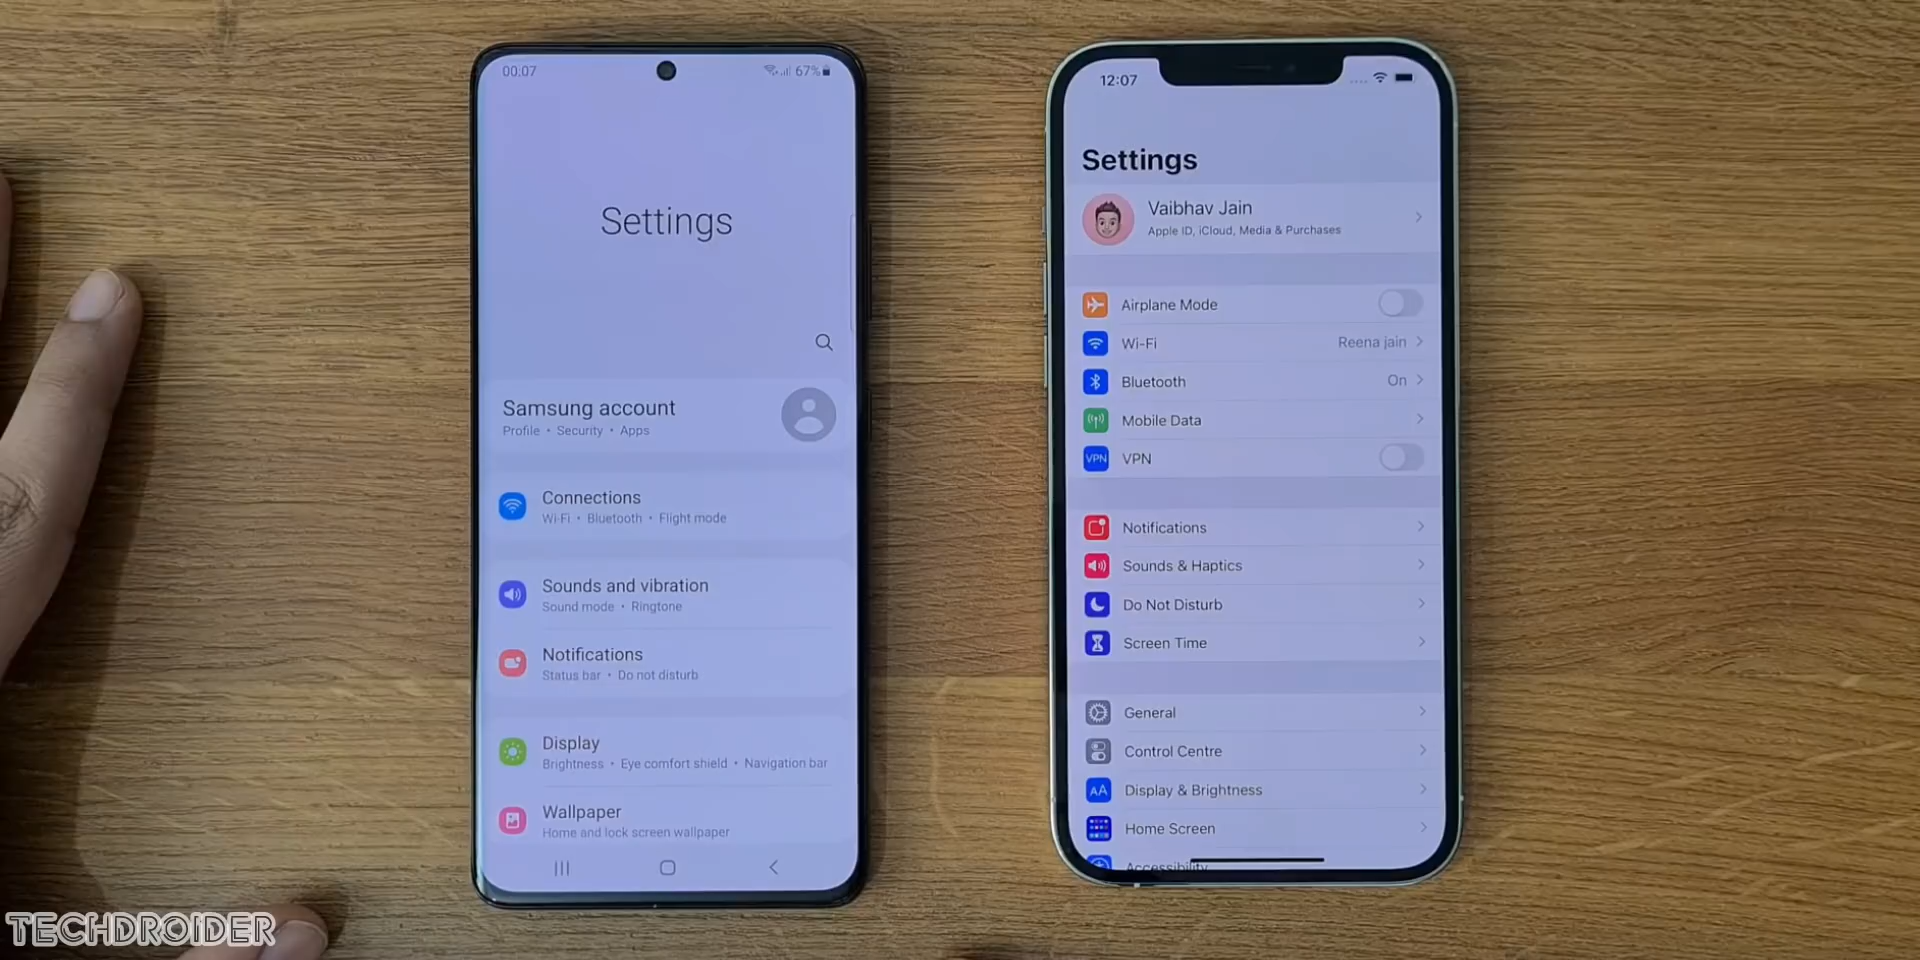 00:07
67%
Settings
Samsung account
Profile • Security • Apps
Connections
Wi-Fi • Bluetooth • Flight mode
Sounds and vibration
Sound mode • Ringtone
Notifications
Status bar • Do not disturb
Display
Brightness • Eye comfort shield • Navigation bar
Wallpaper
Home and lock screen wallpaper
12:07
Settings
Vaibhav Jain
Apple ID, iCloud, Media & Purchases
Airplane Mode
Wi-Fi Reena jain
Bluetooth On
Mobile Data
VPN VPN
Notifications
Sounds & Haptics
Do Not Disturb
Screen Time
General
Control Centre
AA Display & Brightness
Home Screen
Accessibility
TECHDROIDER